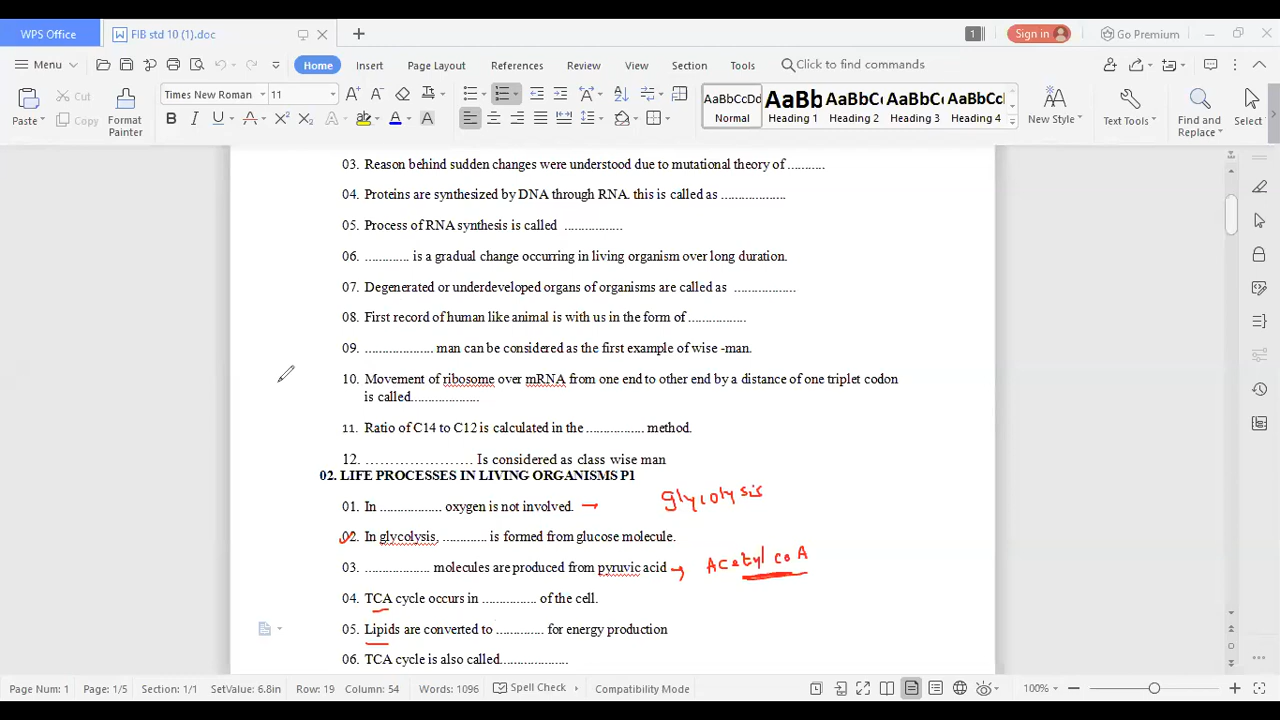 WPS Office
FIB std 10 (1).doc
1
Sign in
Go Premium
Menu
Home
Insert
Page Layout
References
Review
View
Section
Tools
Click to find commands
Paste
Cut
Copy
Format Painter
Times New Roman
11
B I U A X² X₂ A A A
AaBbCcDd
Normal
AaBb
Heading 1
AaBbC
Heading 2
AaBbC
Heading 3
AaBbC
Heading 4
New Style
Text Tools
Find and Replace
Select
03. Reason behind sudden changes were understood due to mutational theory of ...........
04. Proteins are synthesized by DNA through RNA. this is called as ..................
05. Process of RNA synthesis is called ................
06. ............ is a gradual change occurring in living organism over long duration.
07. Degenerated or underdeveloped organs of organisms are called as .................
08. First record of human like animal is with us in the form of ................
09. ................... man can be considered as the first example of wise -man.
10. Movement of ribosome over mRNA from one end to other end by a distance of one triplet codon
is called...................
11. Ratio of C14 to C12 is calculated in the ................ method.
12. ........................ Is considered as class wise man
02. LIFE PROCESSES IN LIVING ORGANISMS P1
01. In ................. oxygen is not involved. → glycolysis
02. In glycolysis, ............ is formed from glucose molecule.
03. .................. molecules are produced from pyruvic acid → Acetyl coA
04. TCA cycle occurs in ............... of the cell.
05. Lipids are converted to ............. for energy production
06. TCA cycle is also called...................
Page Num: 1
Page: 1/5
Section: 1/1
SetValue: 6.8in
Row: 19
Column: 54
Words: 1096
Spell Check
Compatibility Mode
100%